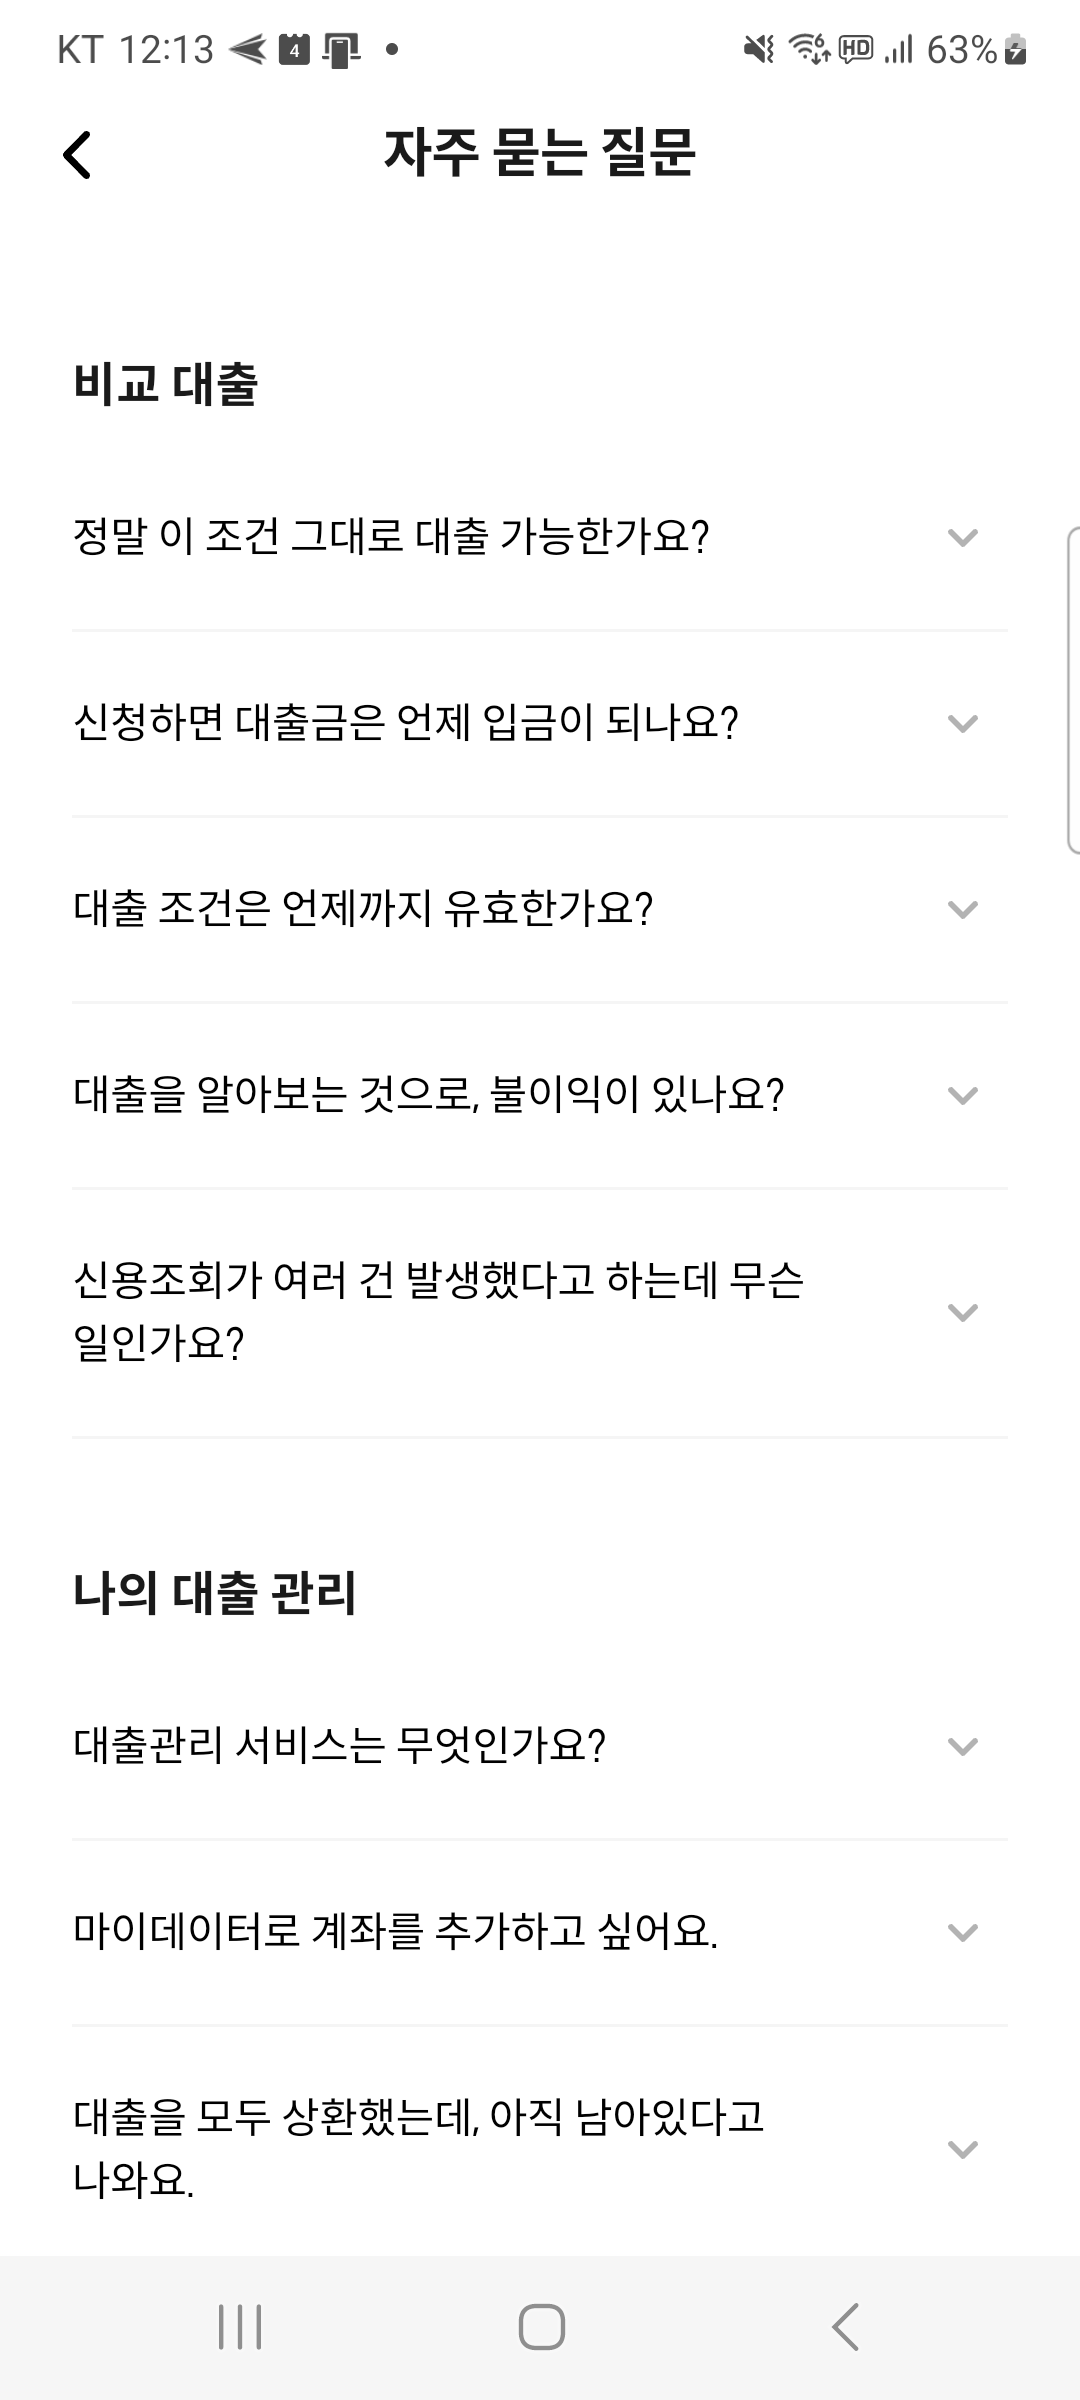 KT 12:13 4 HD 63%
자주 묻는 질문
비교 대출
정말 이 조건 그대로 대출 가능한가요?
신청하면 대출금은 언제 입금이 되나요?
대출 조건은 언제까지 유효한가요?
대출을 알아보는 것으로, 불이익이 있나요?
신용조회가 여러 건 발생했다고 하는데 무슨
일인가요?
나의 대출 관리
대출관리 서비스는 무엇인가요?
마이데이터로 계좌를 추가하고 싶어요.
대출을 모두 상환했는데, 아직 남아있다고
나와요.